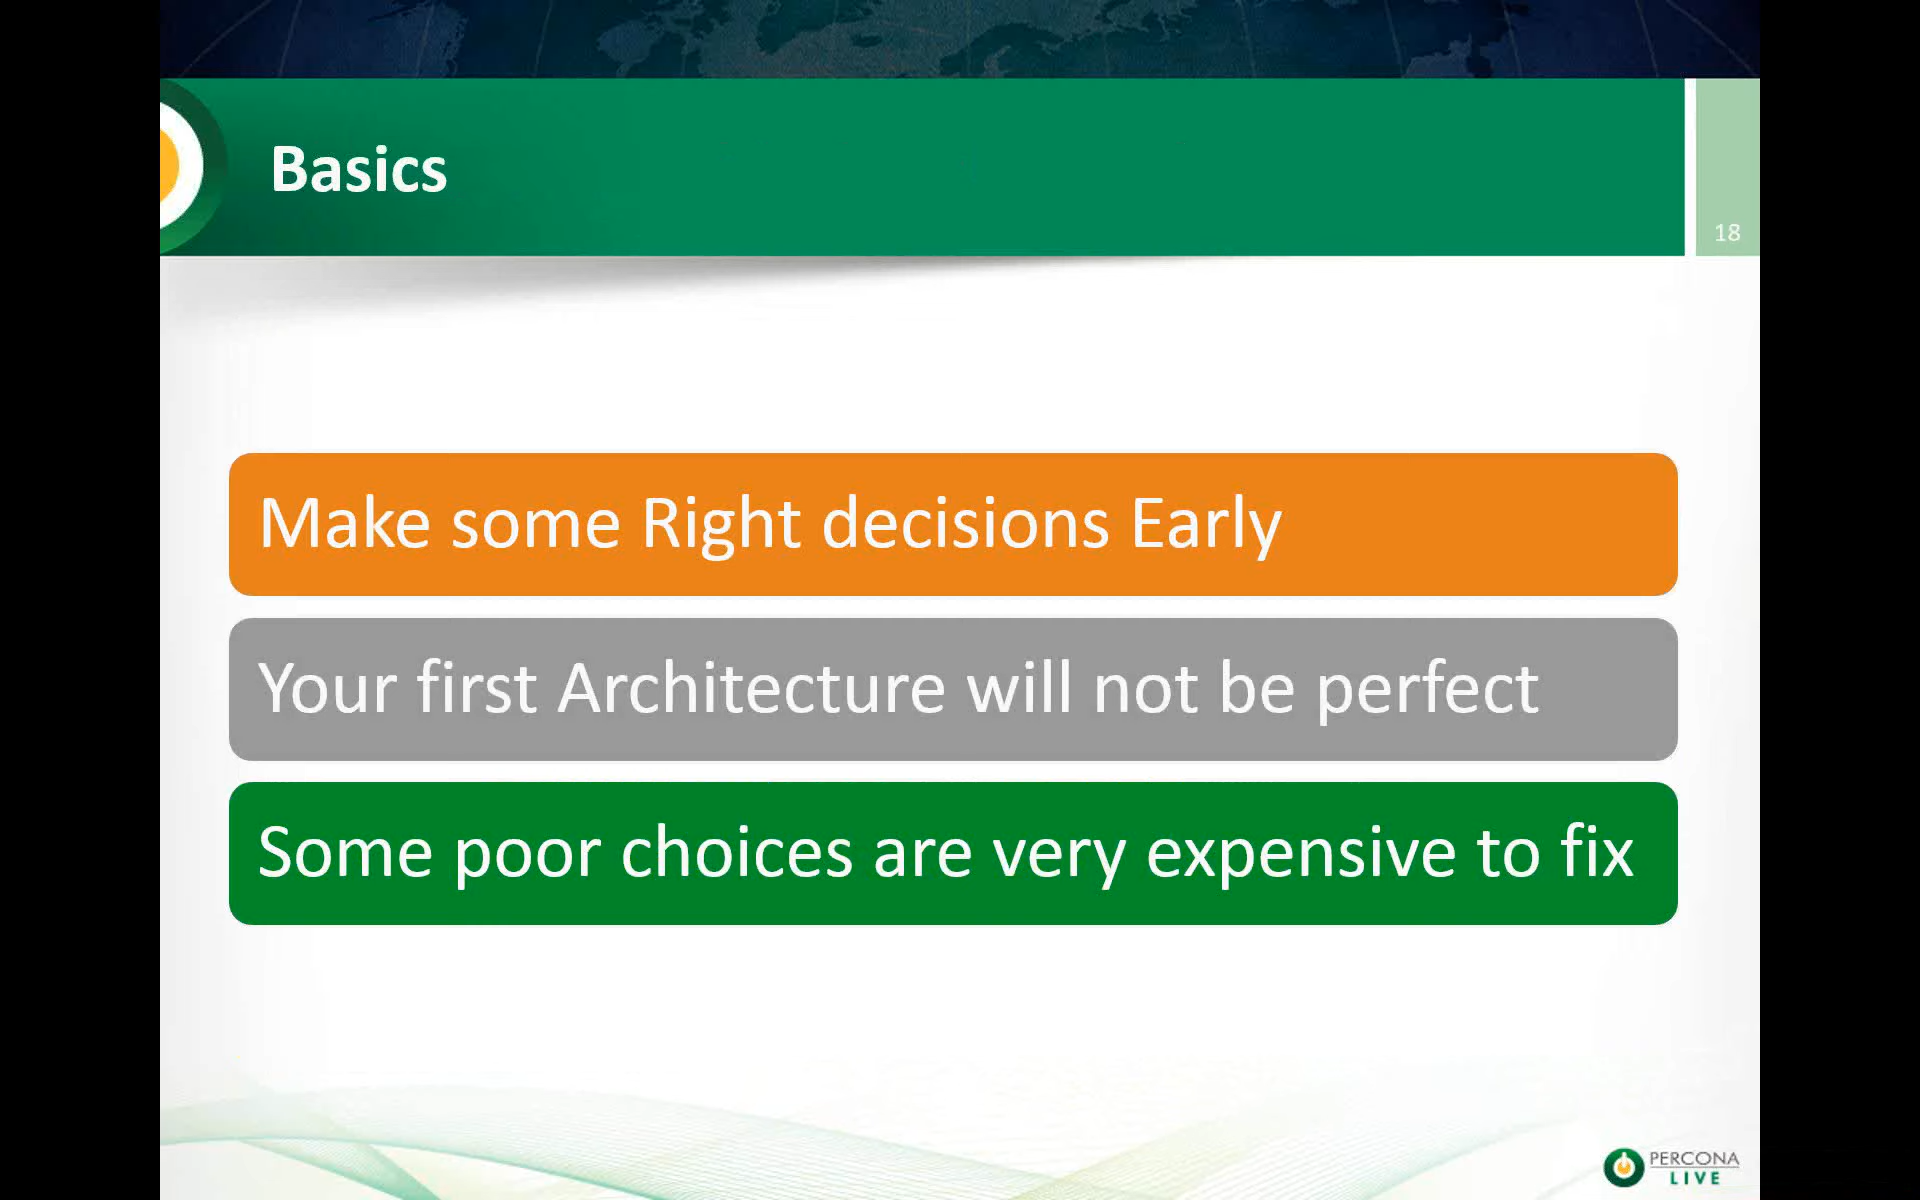 Basics
18
Make some Right decisions Early
Your first Architecture will not be perfect
Some poor choices are very expensive to fix
PERCONA
LIVE